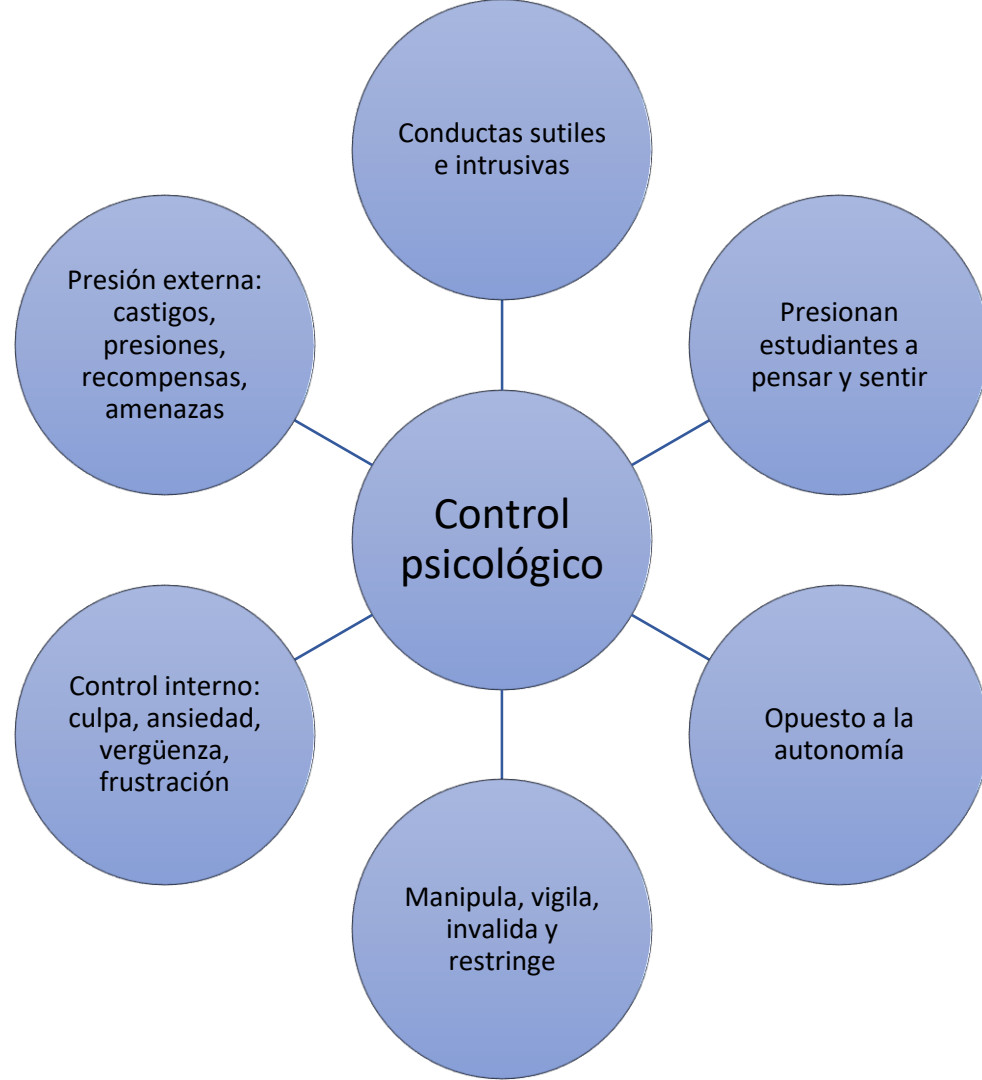 Conductas sutiles
e intrusivas
Presión externa:
castigos,
presiones,
recompensas,
amenazas
Presionan
estudiantes a
pensar y sentir
Control
psicológico
Control interno:
culpa, ansiedad,
vergüenza,
frustración
Opuesto a la
autonomía
Manipula, vigila,
invalida y
restringe